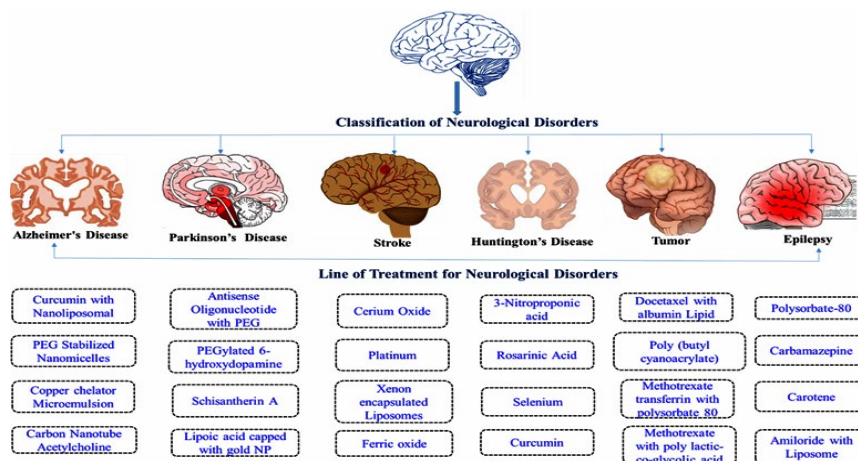 Classification of Neurological Disorders
Alzheimer's Disease
Parkinson's Disease
Stroke
Huntington's Disease
Tumor
Epilepsy
Line of Treatment for Neurological Disorders
Curcumin with
Nanoliposomal
Antisense
Oligonucleotide
with PEG
Cerium Oxide
3-Nitroproponic
acid
Docetaxel with
albumin Lipid
Polysorbate-80
PEG Stabilized
Nanomicelles
PEGylated 6-
hydroxydopamine
Platinum
Rosarinic Acid
Poly (butyl
cyanoacrylate)
Carbamazepine
Copper chelator
Microemulsion
Schisantherin A
Xenon
encapsulated
Liposomes
Selenium
Methotrexate
transferrin with
polysorbate 80
Carotene
Carbon Nanotube
Acetylcholine
Lipoic acid capped
with gold NP
Ferric oxide
Curcumin
Methotrexate
with poly lactic-
co-glycolic acid
Amiloride with
Liposome